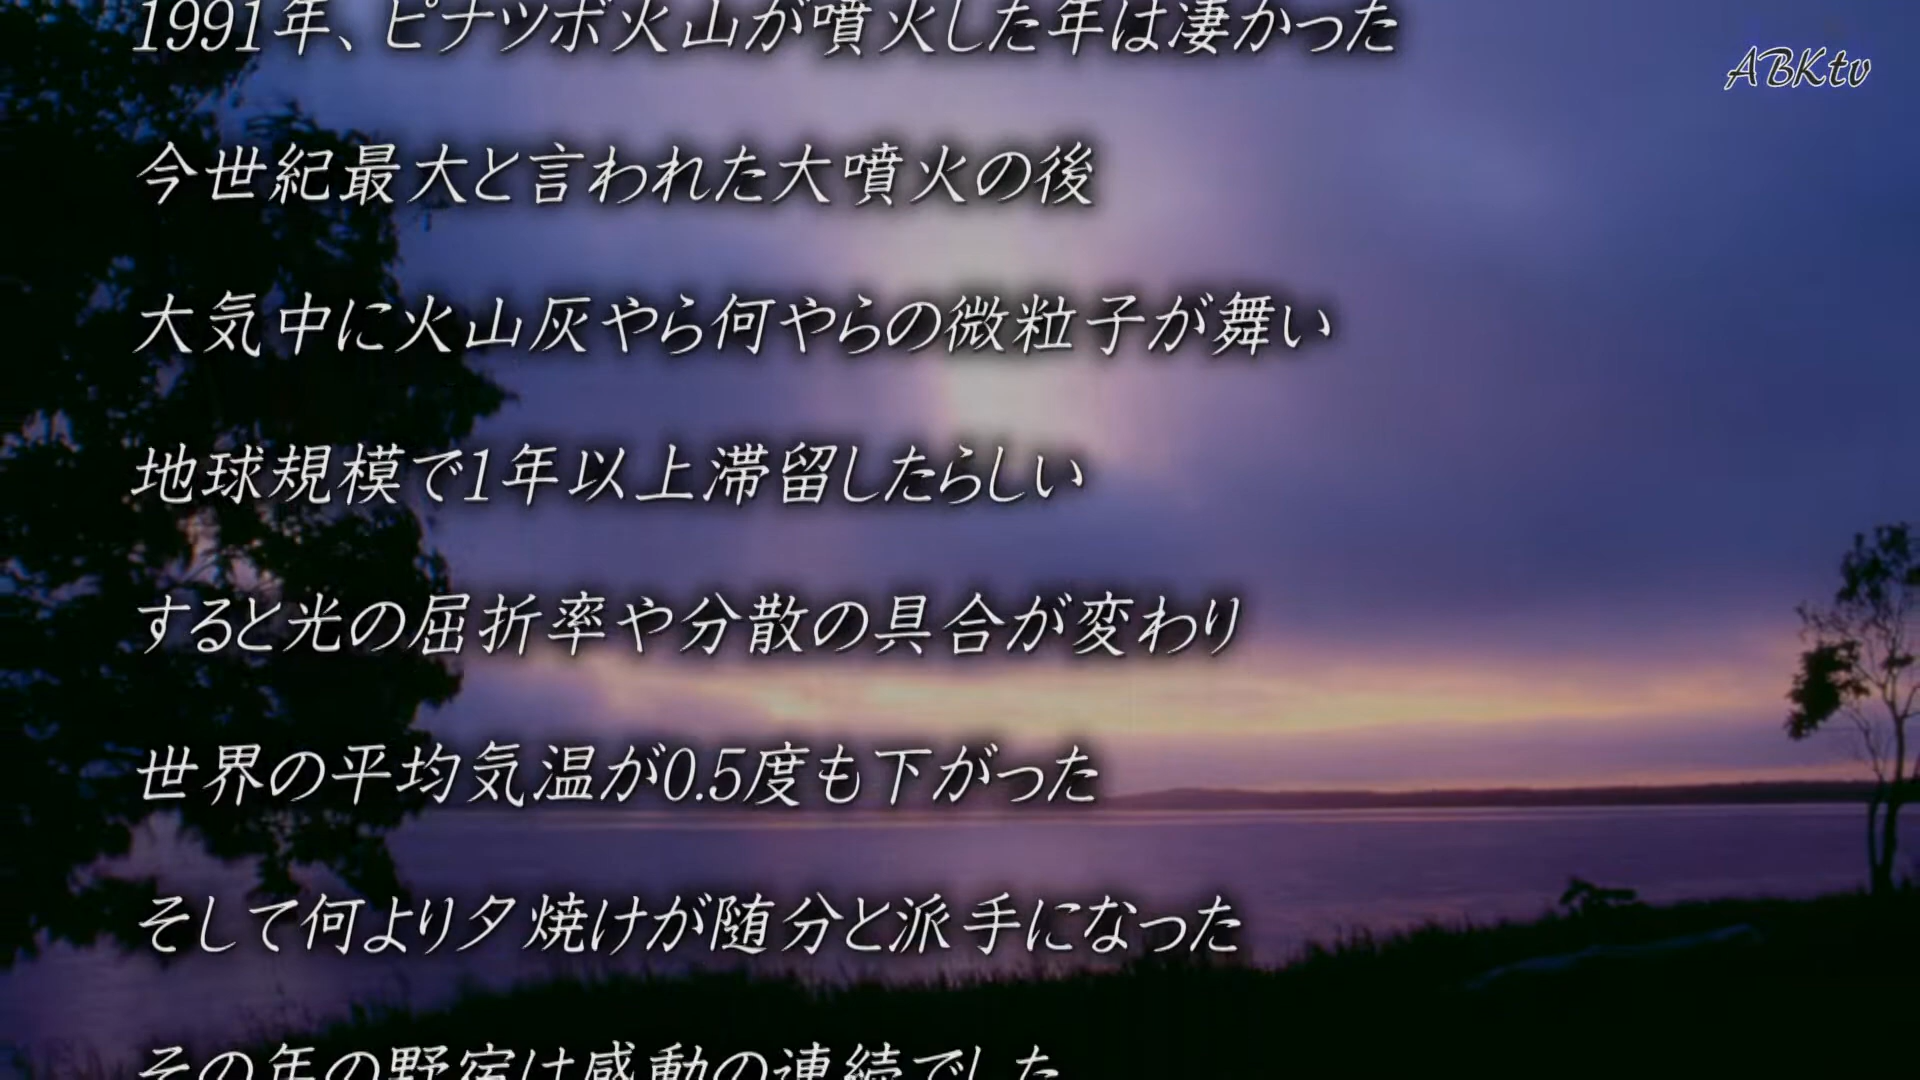 1991年、ピナツボ火山が噴火した年は凄かった
ABKtv
今世紀最大と言われた大噴火の後
大気中に火山灰やら何やらの微粒子が舞い
地球規模で1年以上滞留したらしい
すると光の屈折率や分散の具合が変わり
世界の平均気温が0.5度も下がった
そして何より夕焼けが随分と派手になった
その年の野宿は感動の連続でした